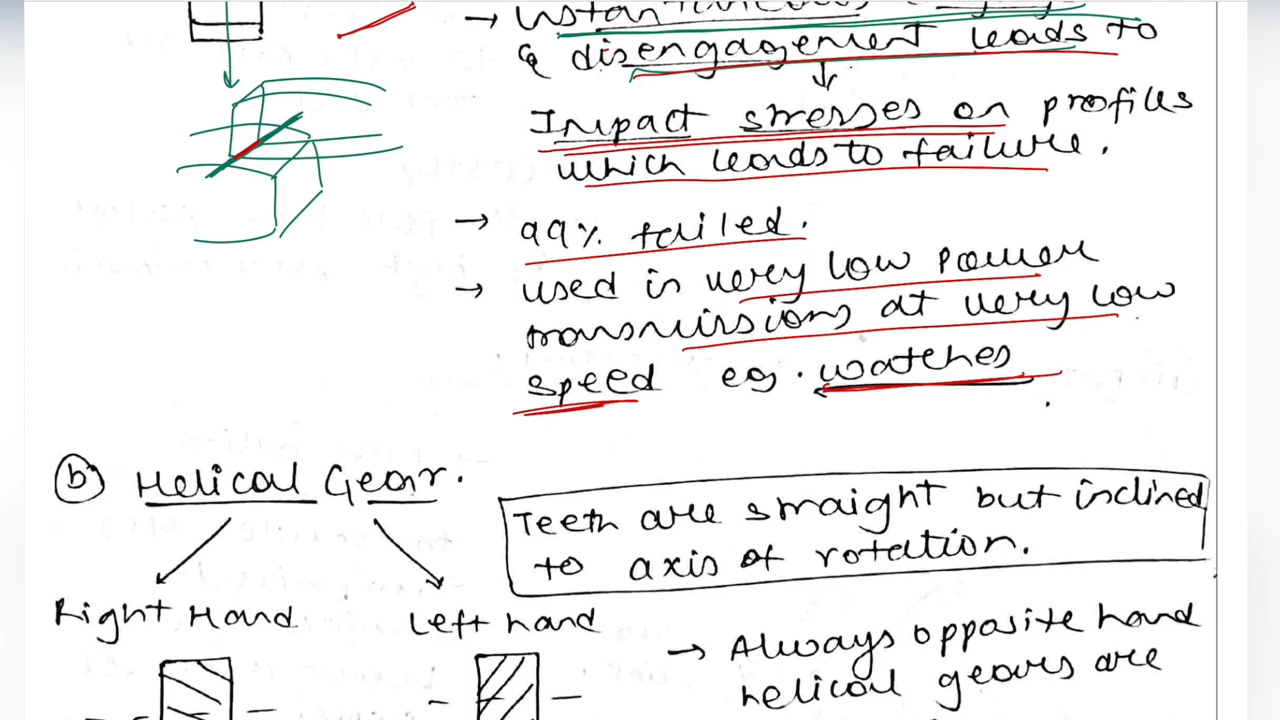 → Instantaneous
& disengagement leads to
↓
Impact stresses on profiles
which leads to failure.
→ 99% failed.
→ used in very low power
transmissions at very low
speed eg. watches
(b) Helical Gear.
Teeth are straight but inclined
to axis of rotation.
Right Hand Left hand
→ Always opposite hand
helical gears are